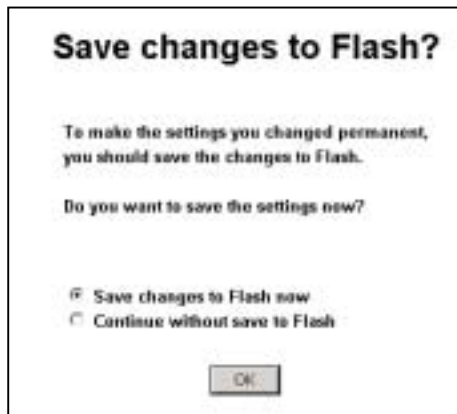 Save changes to Flash?
To make the settings you changed permanent,
you should save the changes to Flash.
Do you want to save the settings now?
Save changes to Flash now
Continue without save to Flash
OK